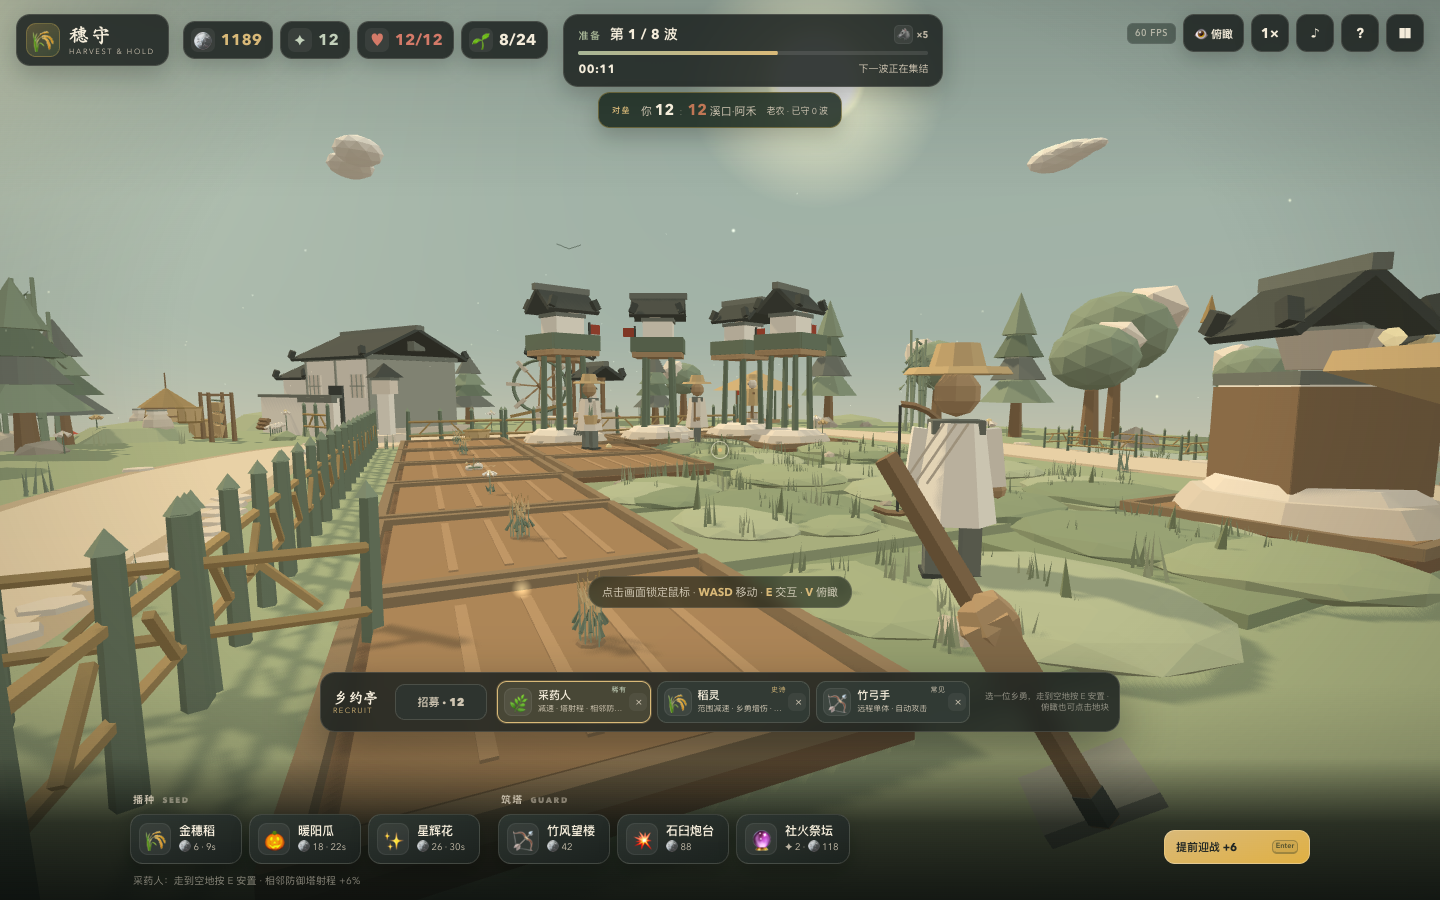 穗守
HARVEST & HOLD
1189
12
12/12
8/24
准备 第 1 / 8 波
×5
00:11
下一波正在集结
对垒 你 12 : 12 溪口·阿禾 老农 · 已守 0 波
60 FPS
俯瞰
1×
♪
?
点击画面锁定鼠标 · WASD 移动 · E 交互 · V 俯瞰
乡约亭
RECRUIT
招募 · 12
采药人
稀有
减速 · 塔射程 · 相邻防...
×
稻灵
史诗
范围减速 · 乡勇增伤 · ...
×
竹弓手
常见
远程单体 · 自动攻击
×
选一位乡勇，走到空地按 E 安置 ·
俯瞰也可点击地块
播种 SEED
金穗稻
6 · 9s
暖阳瓜
18 · 22s
星辉花
26 · 30s
筑塔 GUARD
竹风望楼
42
石臼炮台
88
社火祭坛
2 · 118
提前迎战 +6
Enter
采药人：走到空地按 E 安置 · 相邻防御塔射程 +6%